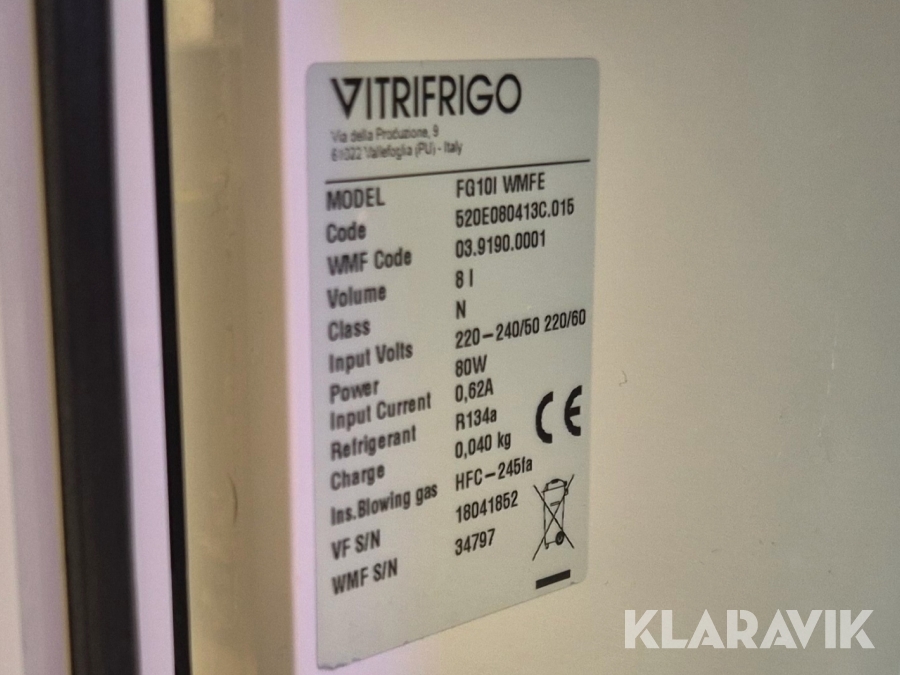 VITRIFRIGO
Via della Produzione, 9
61022 Vallefoglia (PU) - Italy
MODEL FG10I WMFE
Code 520E080413C.015
WMF Code 03.9190.0001
Volume 8 l
Class N
Input Volts 220-240/50 220/60
Power 80W
Input Current 0,62A
Refrigerant R134a
Charge 0,040 kg
Ins.Blowing gas HFC-245fa
VF S/N 18041852
WMF S/N 34797
CE
KLARAVIK